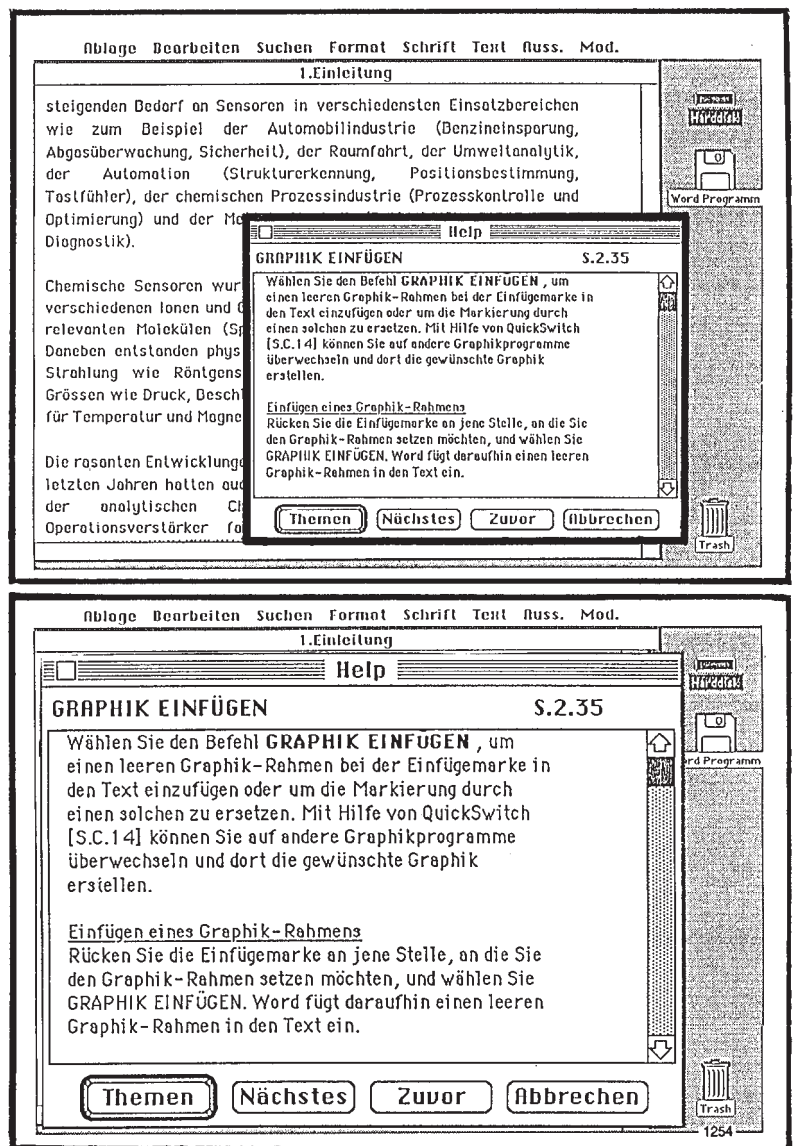 Ablage Bearbeiten Suchen Format Schrift Text Auss. Mod.
1.Einleitung
steigenden Bedarf an Sensoren in verschiedensten Einsatzbereichen
wie zum Beispiel der Automobilindustrie (Benzineinsparung,
Abgasüberwachung, Sicherheit), der Raumfahrt, der Umweltanalytik,
der Automation (Strukturerkennung, Positionsbestimmung,
Tastfühler), der chemischen Prozessindustrie (Prozesskontrolle und
Optimierung) und der
Diagnostik).
Chemische Sensoren wur
verschiedenen Ionen und
relevanten Molekülen (Sp
Daneben entstanden phys
Strahlung wie Röntgens
Grössen wie Druck, Beschl
für Temperatur und Magne
Die rasanten Entwicklung
letzten Jahren hatten auc
der analytischen C
Operationsverstärker
Help
GRAPHIK EINFÜGEN S.2.35
Wählen Sie den Befehl GRAPHIK EINFÜGEN , um
einen leeren Graphik-Rahmen bei der Einfügemarke in
den Text einzufügen oder um die Markierung durch
einen solchen zu ersetzen. Mit Hilfe von QuickSwitch
[S.C.14] können Sie auf andere Graphikprogramme
überwechseln und dort die gewünschte Graphik
erstellen.
Einfügen eines Graphik-Rahmens
Rücken Sie die Einfügemarke an jene Stelle, an die Sie
den Graphik-Rahmen setzen möchten, und wählen Sie
GRAPHIK EINFÜGEN. Word fügt daraufhin einen leeren
Graphik-Rahmen in den Text ein.
Themen Nächstes Zuvor Abbrechen
Harddisk
Word Programm
Trash
Ablage Bearbeiten Suchen Format Schrift Text Auss. Mod.
1.Einleitung
Help
GRAPHIK EINFÜGEN S.2.35
Wählen Sie den Befehl GRAPHIK EINFÜGEN , um
einen leeren Graphik-Rahmen bei der Einfügemarke in
den Text einzufügen oder um die Markierung durch
einen solchen zu ersetzen. Mit Hilfe von QuickSwitch
[S.C.14] können Sie auf andere Graphikprogramme
überwechseln und dort die gewünschte Graphik
erstellen.
Einfügen eines Graphik-Rahmens
Rücken Sie die Einfügemarke an jene Stelle, an die Sie
den Graphik-Rahmen setzen möchten, und wählen Sie
GRAPHIK EINFÜGEN. Word fügt daraufhin einen leeren
Graphik-Rahmen in den Text ein.
Themen Nächstes Zuvor Abbrechen
Harddisk
rd Programm
Trash
1254